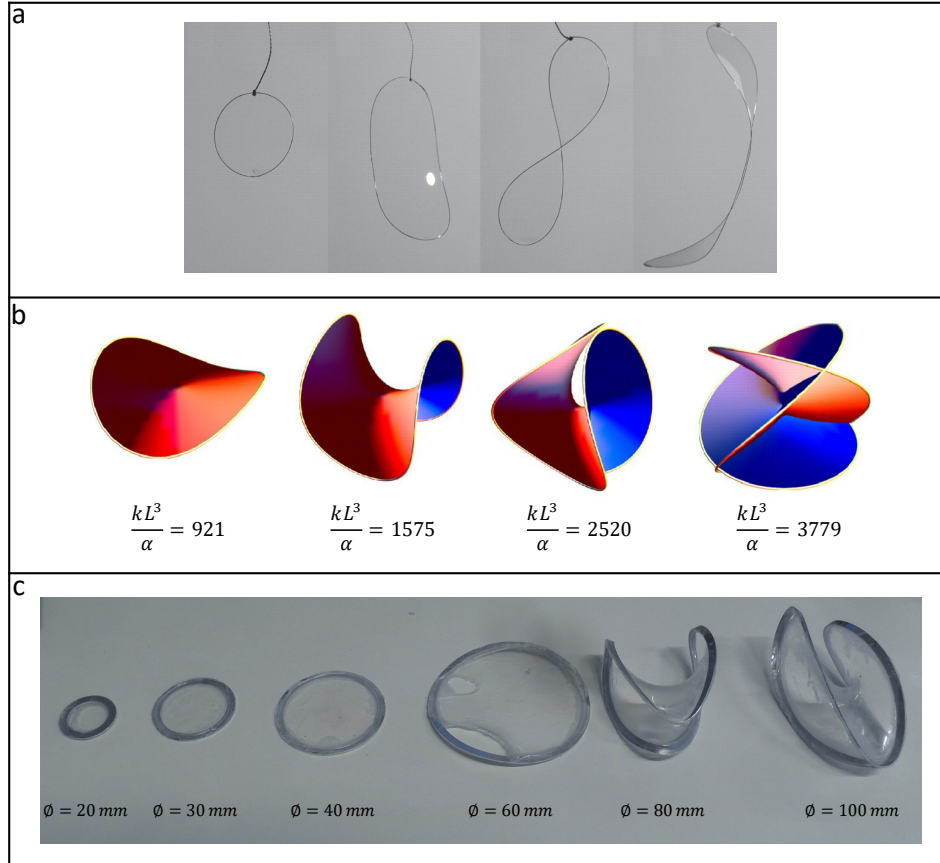 a
b
kL³/α = 921
kL³/α = 1575
kL³/α = 2520
kL³/α = 3779
c
∅ = 20 mm
∅ = 30 mm
∅ = 40 mm
∅ = 60 mm
∅ = 80 mm
∅ = 100 mm